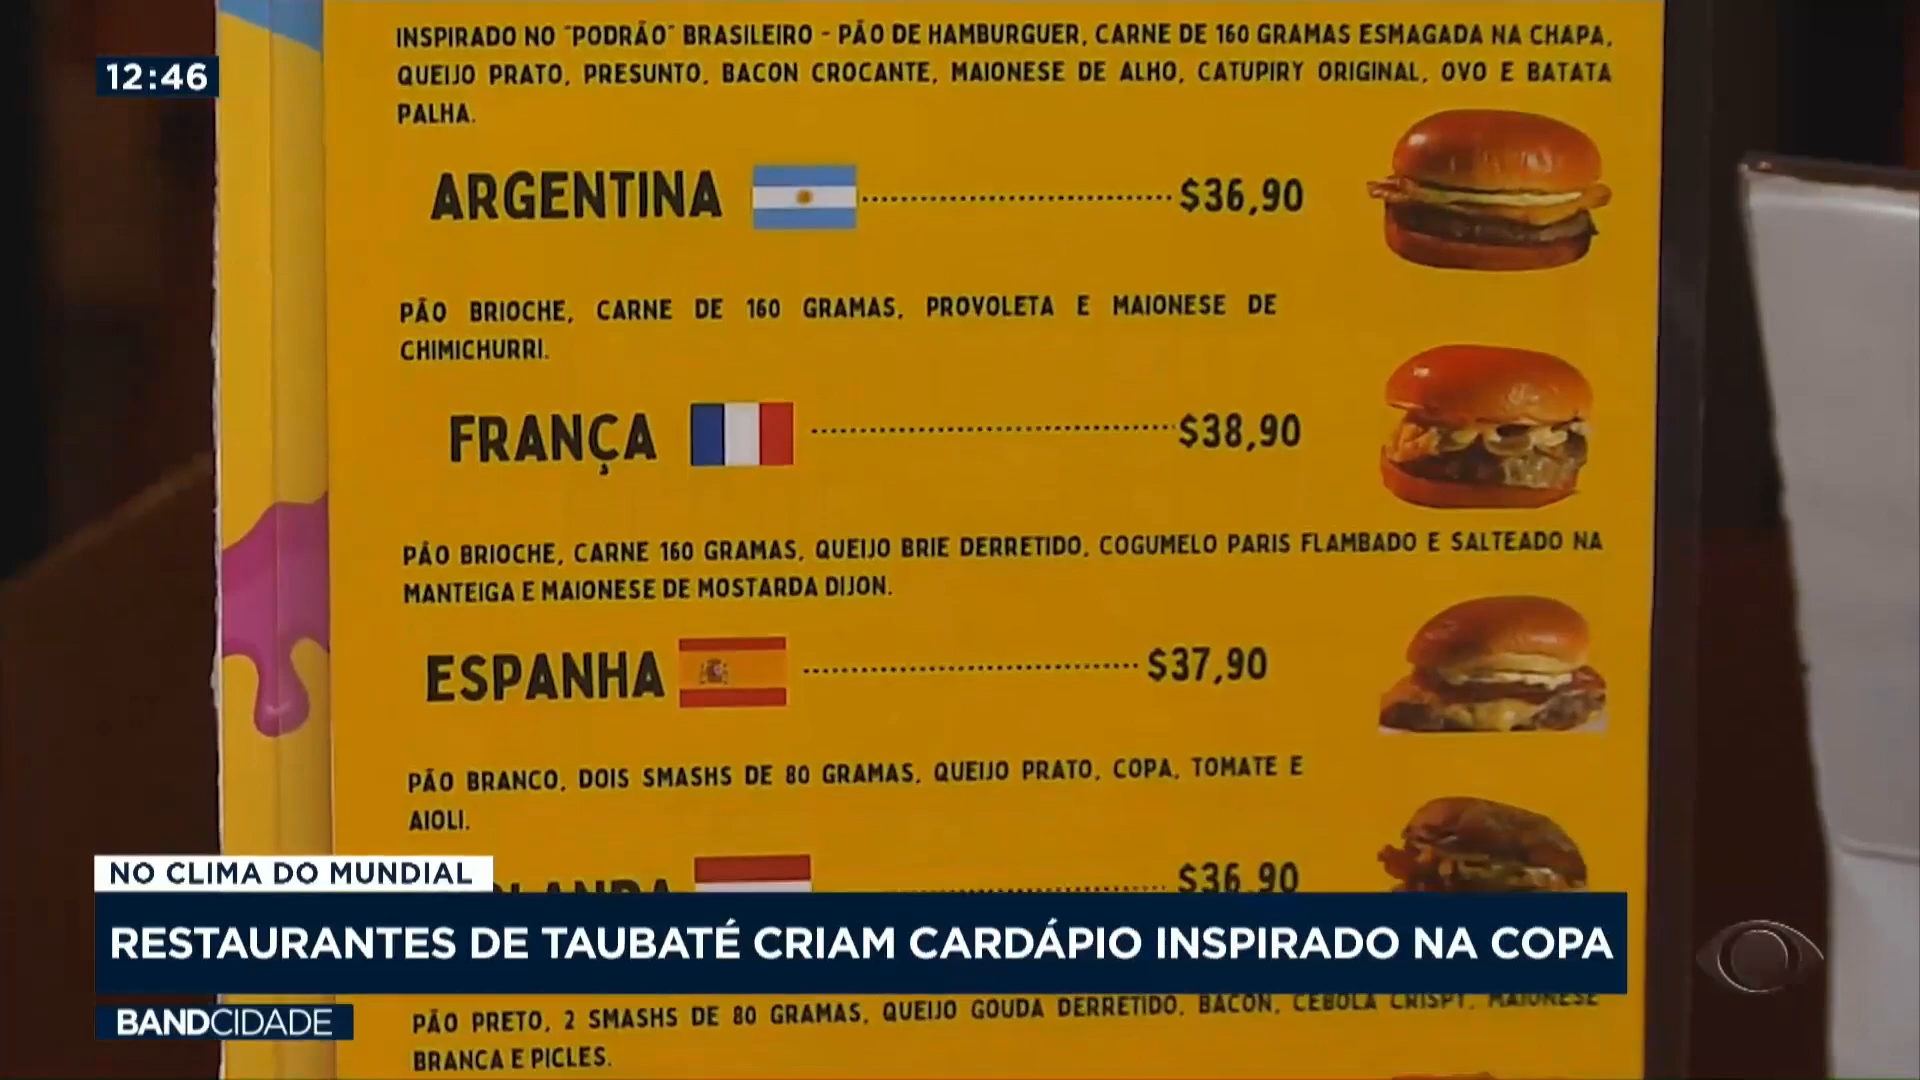 INSPIRADO NO "PODRÃO" BRASILEIRO - PÃO DE HAMBURGUER, CARNE DE 160 GRAMAS ESMAGADA NA CHAPA,
QUEIJO PRATO, PRESUNTO, BACON CROCANTE, MAIONESE DE ALHO, CATUPIRY ORIGINAL, OVO E BATATA
PALHA.
12:46
ARGENTINA ........ $36,90
PÃO BRIOCHE, CARNE DE 160 GRAMAS, PROVOLETA E MAIONESE DE
CHIMICHURRI.
FRANÇA ........ $38,90
PÃO BRIOCHE, CARNE 160 GRAMAS, QUEIJO BRIE DERRETIDO, COGUMELO PARIS FLAMBADO E SALTEADO NA
MANTEIGA E MAIONESE DE MOSTARDA DIJON.
ESPANHA ........ $37,90
PÃO BRANCO, DOIS SMASHS DE 80 GRAMAS, QUEIJO PRATO, COPA, TOMATE E
AIOLI.
$36,90
NO CLIMA DO MUNDIAL
RESTAURANTES DE TAUBATÉ CRIAM CARDÁPIO INSPIRADO NA COPA
BANDCIDADE
PÃO PRETO, 2 SMASHS DE 80 GRAMAS, QUEIJO GOUDA DERRETIDO, BACON, CEBOLA CRISPY, MAIONESE
BRANCA E PICLES.